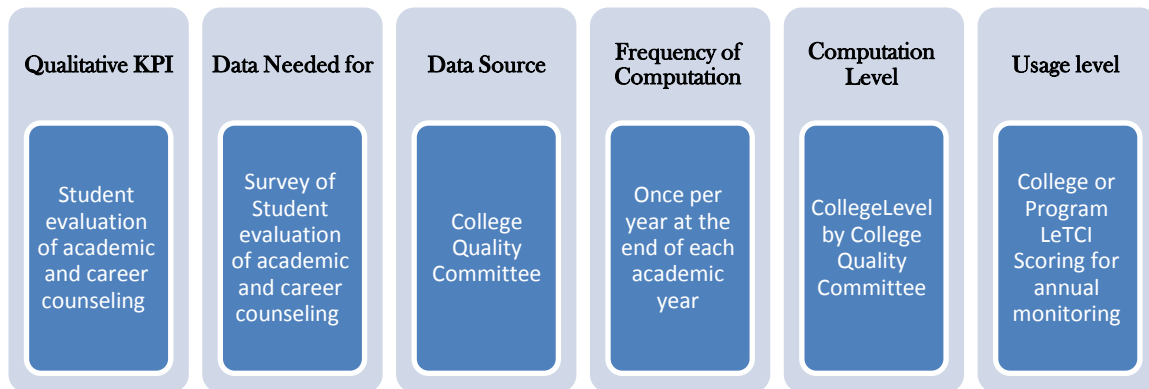 Qualitative KPI
Student
evaluation
of academic
and career
counseling
Data Needed for
Survey of
Student
evaluation
of academic
and career
counseling
Data Source
College
Quality
Committee
Frequency of
Computation
Once per
year at the
end of each
academic
year
Computation
Level
CollegeLevel
by College
Quality
Committee
Usage level
College or
Program
LeTCI
Scoring for
annual
monitoring